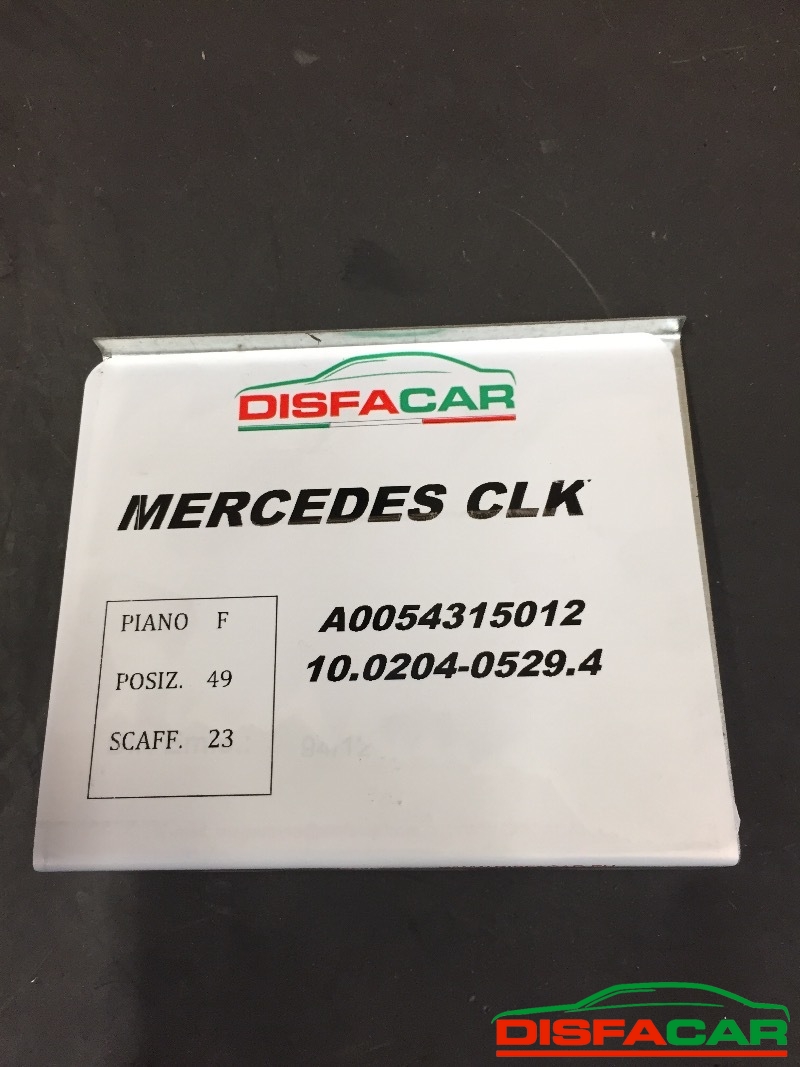 DISFACAR
MERCEDES CLK
PIANO F
POSIZ. 49
SCAFF. 23
A0054315012
10.0204-0529.4
DISFACAR